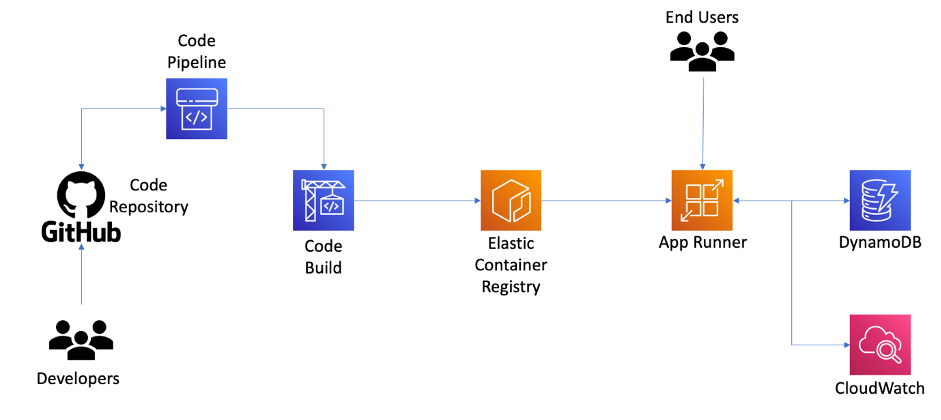 End Users
Code
Pipeline
</>
Code
Repository
GitHub
</>
Code
Build
Elastic
Container
Registry
App Runner
DynamoDB
Developers
CloudWatch